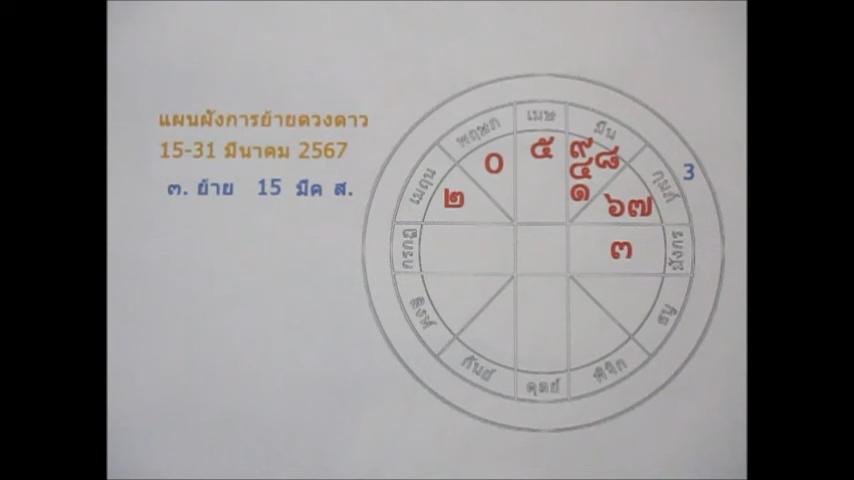 แผนผังการย้ายดวงดาว
15-31 มีนาคม 2567
๓. ย้าย 15 มีค ส.
พฤษภ
เมษ
มีน
เมถุน
๐
๕
๙
๔
๘
๑
กุมภ์
3
๒
๖๗
กรกฎ
๓
มังกร
สิงห์
ธนู
กันย์
ตุลย์
พิจิก